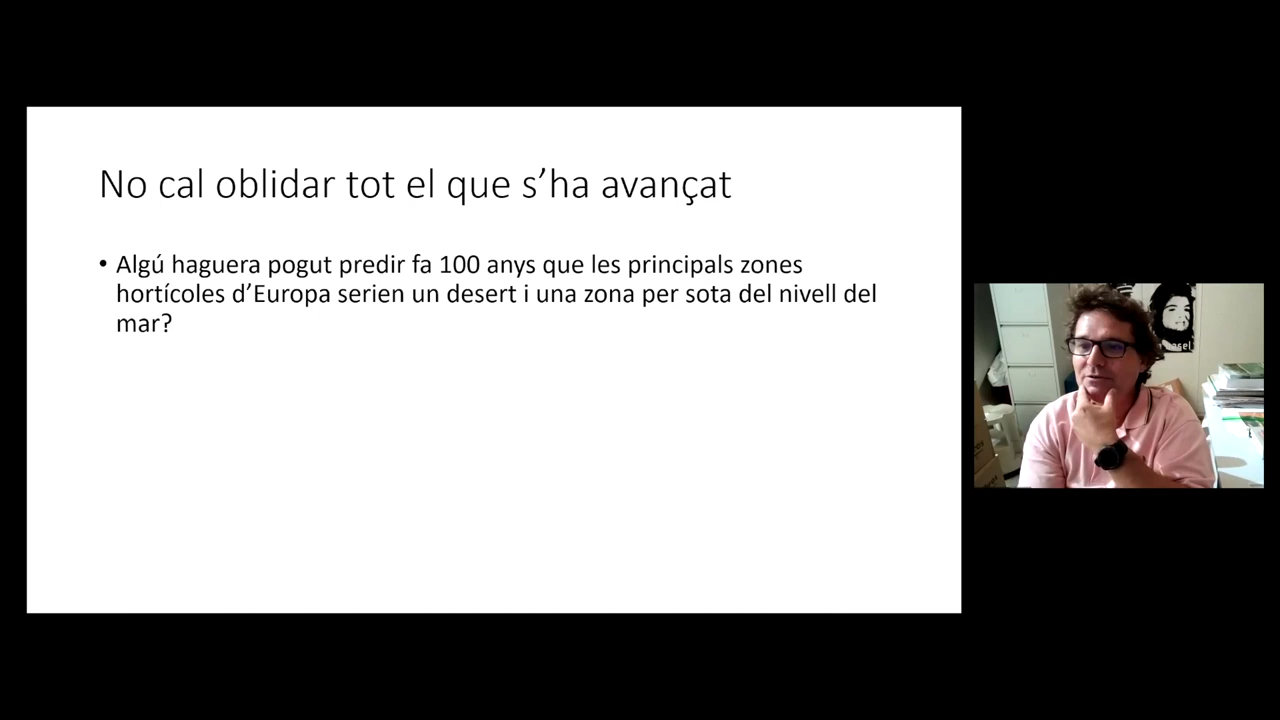 No cal oblidar tot el que s’ha avançat
• Algú haguera pogut predir fa 100 anys que les principals zones
hortícoles d’Europa serien un desert i una zona per sota del nivell del
mar?